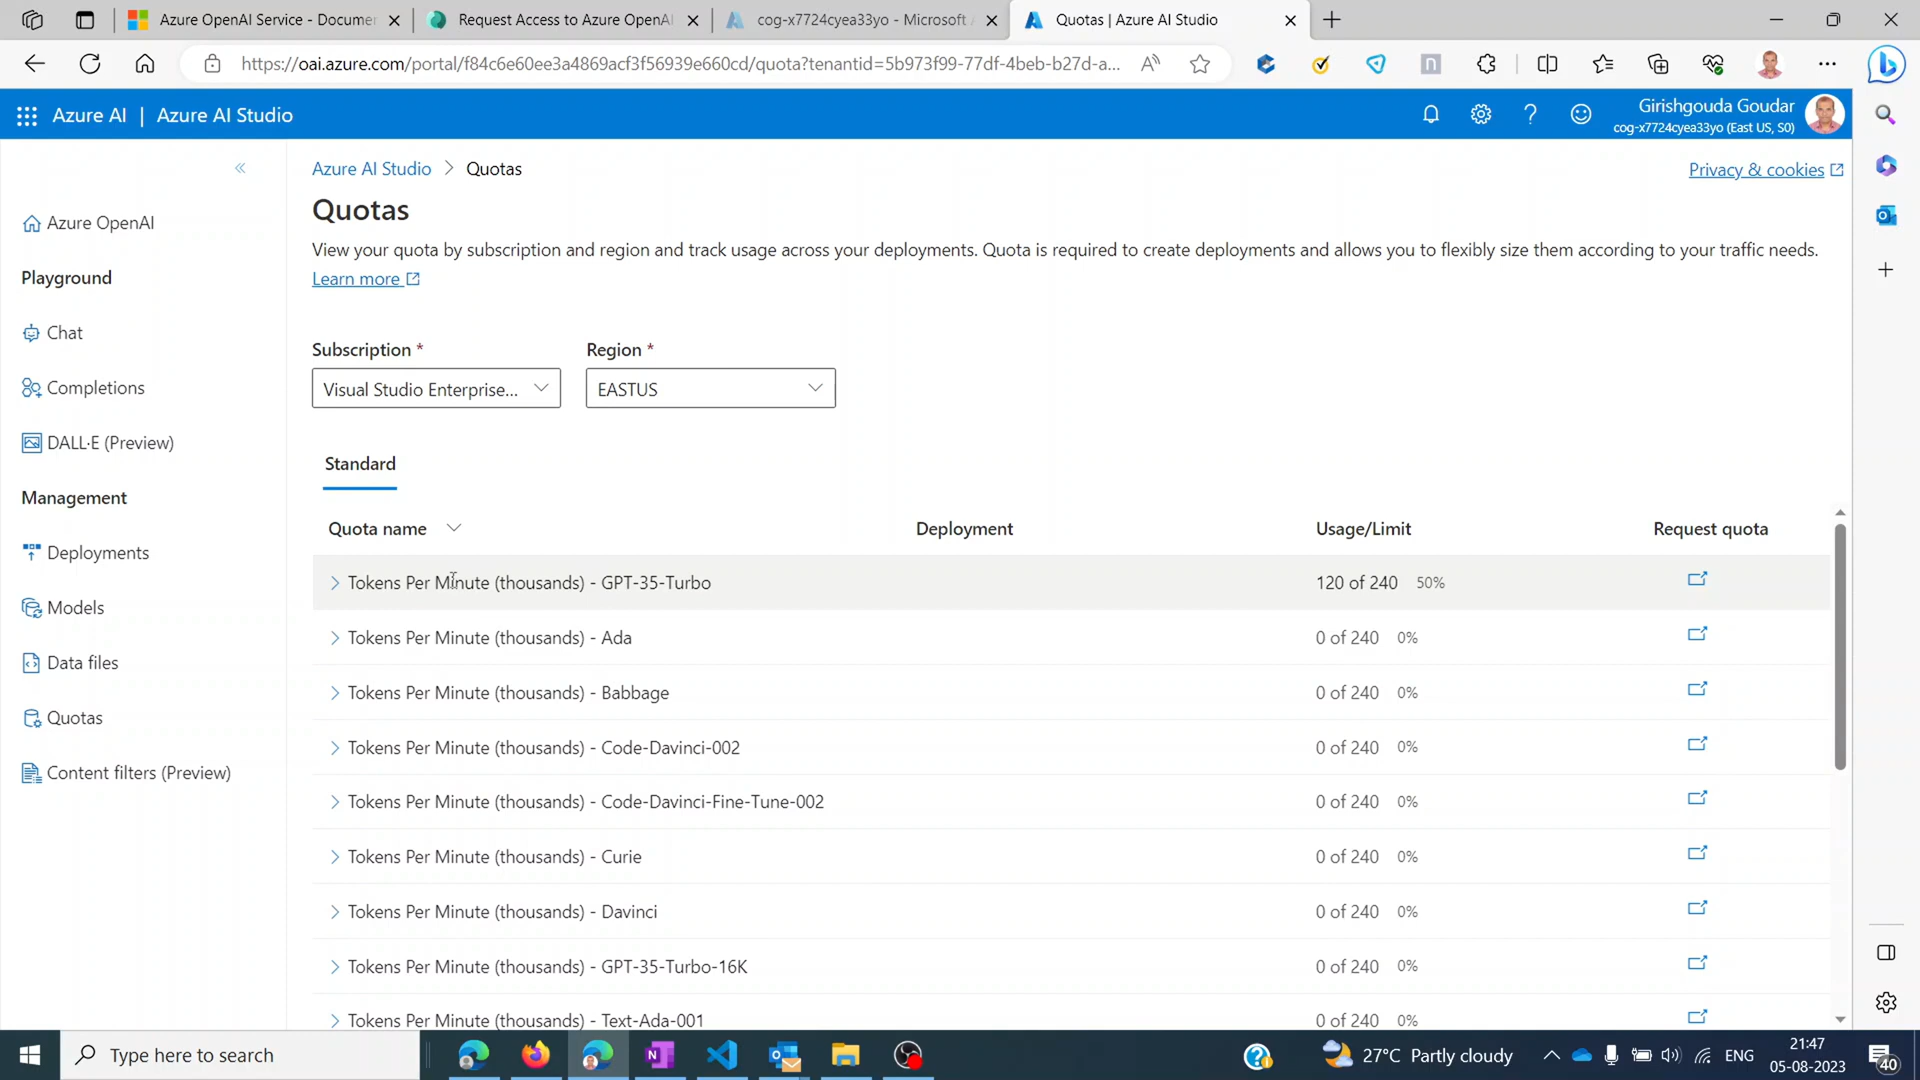 Azure OpenAI Service - Documen
Request Access to Azure OpenAI
cog-x7724cyea33yo - Microsoft A
Quotas | Azure AI Studio
https://oai.azure.com/portal/f84c6e60ee3a4869acf3f56939e660cd/quota?tenantid=5b973f99-77df-4beb-b27d-a...
Azure AI | Azure AI Studio
Girishgouda Goudar
cog-x7724cyea33yo (East US, S0)
Azure AI Studio > Quotas
Privacy & cookies
Quotas
View your quota by subscription and region and track usage across your deployments. Quota is required to create deployments and allows you to flexibly size them according to your traffic needs.
Learn more
Azure OpenAI
Playground
Chat
Completions
DALL·E (Preview)
Management
Deployments
Models
Data files
Quotas
Content filters (Preview)
Subscription * Region *
Visual Studio Enterprise... EASTUS
Standard
Quota name Deployment Usage/Limit Request quota
Tokens Per Minute (thousands) - GPT-35-Turbo 120 of 240 50%
Tokens Per Minute (thousands) - Ada 0 of 240 0%
Tokens Per Minute (thousands) - Babbage 0 of 240 0%
Tokens Per Minute (thousands) - Code-Davinci-002 0 of 240 0%
Tokens Per Minute (thousands) - Code-Davinci-Fine-Tune-002 0 of 240 0%
Tokens Per Minute (thousands) - Curie 0 of 240 0%
Tokens Per Minute (thousands) - Davinci 0 of 240 0%
Tokens Per Minute (thousands) - GPT-35-Turbo-16K 0 of 240 0%
Tokens Per Minute (thousands) - Text-Ada-001 0 of 240 0%
Type here to search
27°C Partly cloudy
ENG
21:47
05-08-2023
40